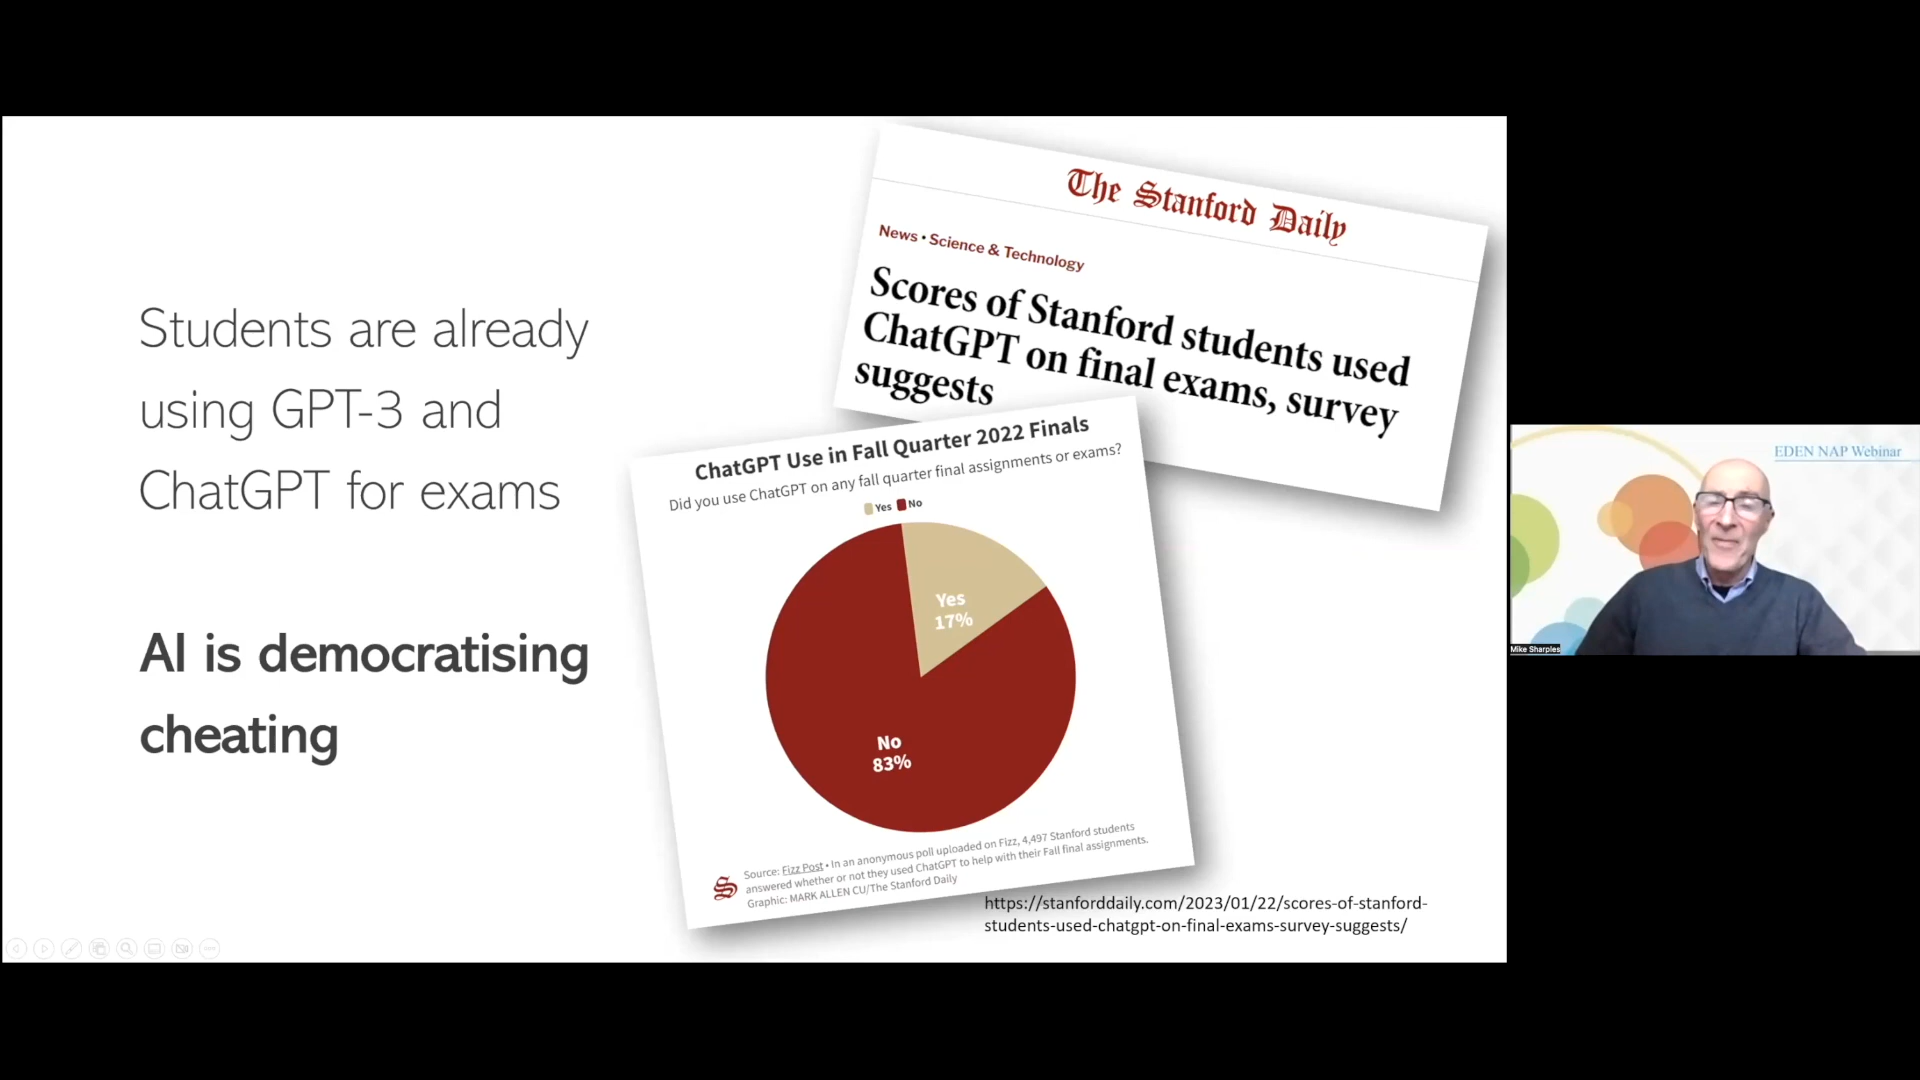 Students are already
using GPT-3 and
ChatGPT for exams
AI is democratising
cheating
The Stanford Daily
News • Science & Technology
Scores of Stanford students used
ChatGPT on final exams, survey
suggests
ChatGPT Use in Fall Quarter 2022 Finals
Did you use ChatGPT on any fall quarter final assignments or exams?
Yes No
Yes
17%
No
83%
S
Source: Fizz Post • In an anonymous poll uploaded on Fizz, 4,497 Stanford students
answered whether or not they used ChatGPT to help with their Fall final assignments.
Graphic: MARK ALLEN CU/The Stanford Daily
https://stanforddaily.com/2023/01/22/scores-of-stanford-
students-used-chatgpt-on-final-exams-survey-suggests/
EDEN NAP Webinar
Mike Sharples